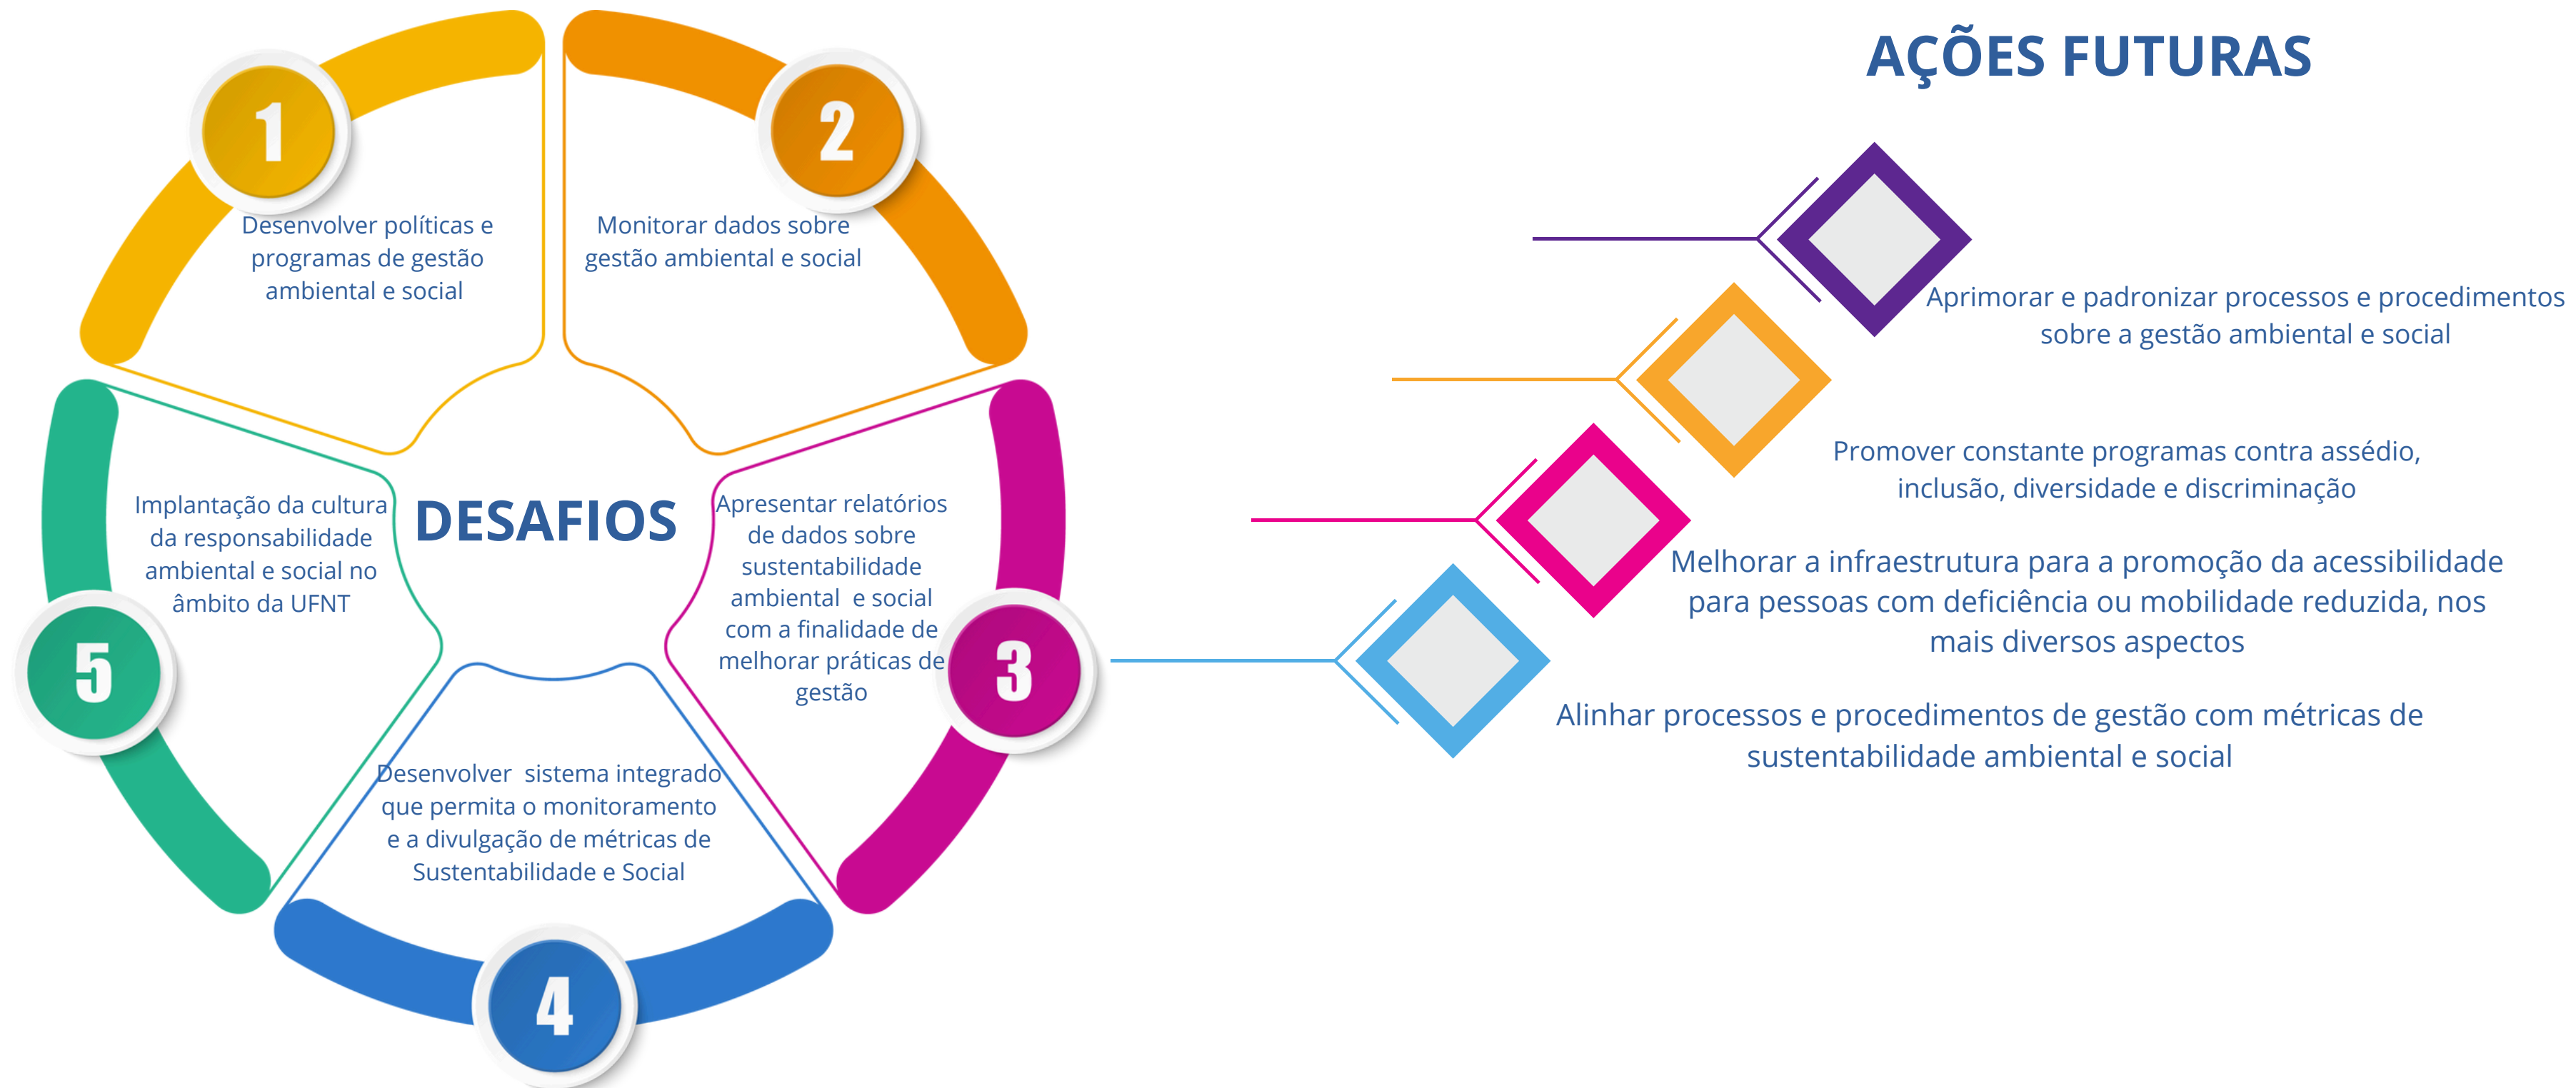 1
Desenvolver políticas e
programas de gestão
ambiental e social
2
Monitorar dados sobre
gestão ambiental e social
DESAFIOS
Apresentar relatórios
de dados sobre
sustentabilidade
ambiental  e social
com a finalidade de
melhorar práticas de
gestão
3
Desenvolver  sistema integrado
que permita o monitoramento
e a divulgação de métricas de
Sustentabilidade e Social
4
Implantação da cultura
da responsabilidade
ambiental e social no
âmbito da UFNT
5
AÇÕES FUTURAS
Aprimorar e padronizar processos e procedimentos
sobre a gestão ambiental e social
Promover constante programas contra assédio,
inclusão, diversidade e discriminação
Melhorar a infraestrutura para a promoção da acessibilidade
para pessoas com deficiência ou mobilidade reduzida, nos
mais diversos aspectos
Alinhar processos e procedimentos de gestão com métricas de
sustentabilidade ambiental e social